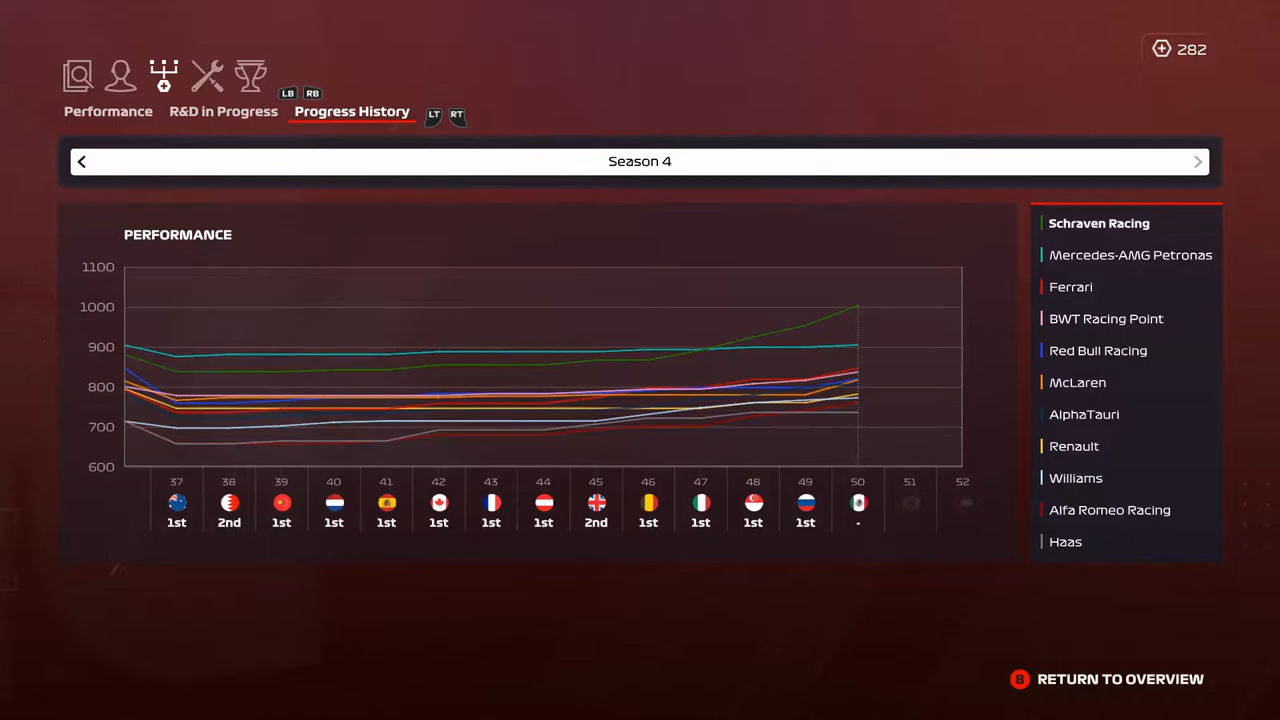 282
LB RB
Performance R&D in Progress Progress History LT RT
Season 4
PERFORMANCE
1100
1000
900
800
700
600
37 38 39 40 41 42 43 44 45 46 47 48 49 50 51 52
1st 2nd 1st 1st 1st 1st 1st 1st 2nd 1st 1st 1st 1st -
Schraven Racing
Mercedes-AMG Petronas
Ferrari
BWT Racing Point
Red Bull Racing
McLaren
AlphaTauri
Renault
Williams
Alfa Romeo Racing
Haas
B RETURN TO OVERVIEW